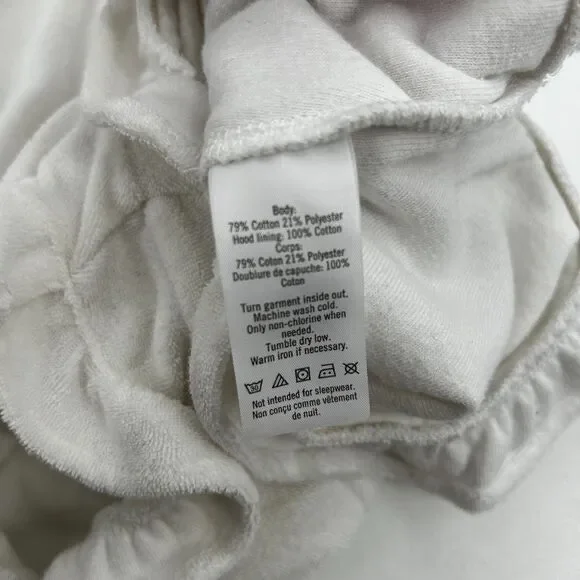 Body:
79% Cotton 21% Polyester
Hood lining: 100% Cotton
Corps:
79% Coton 21% Polyester
Doublure de capuche: 100%
Coton
Turn garment inside out.
Machine wash cold.
Only non-chlorine when
needed.
Tumble dry low.
Warm iron if necessary.
30
Not intended for sleepwear.
Non conçu comme vêtement
de nuit.